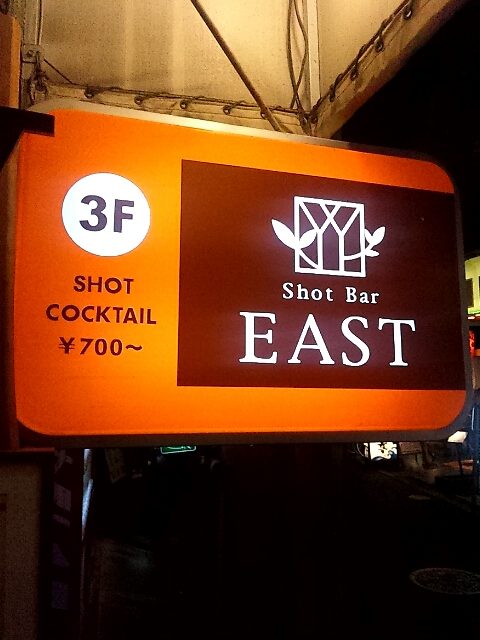 3F
SHOT
COCKTAIL
¥700~
Shot Bar
EAST